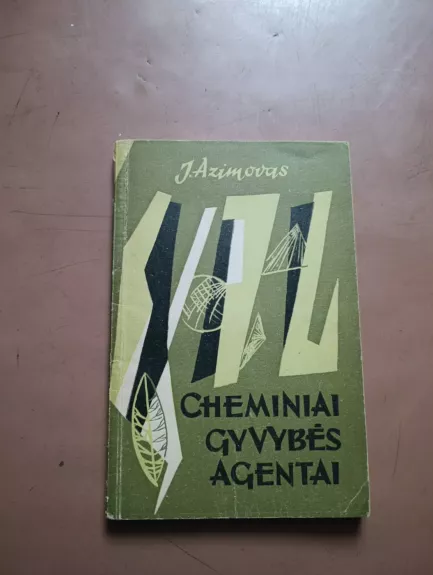 J. Azimovas
CHEMINIAI
GYVYBĖS
AGENTAI